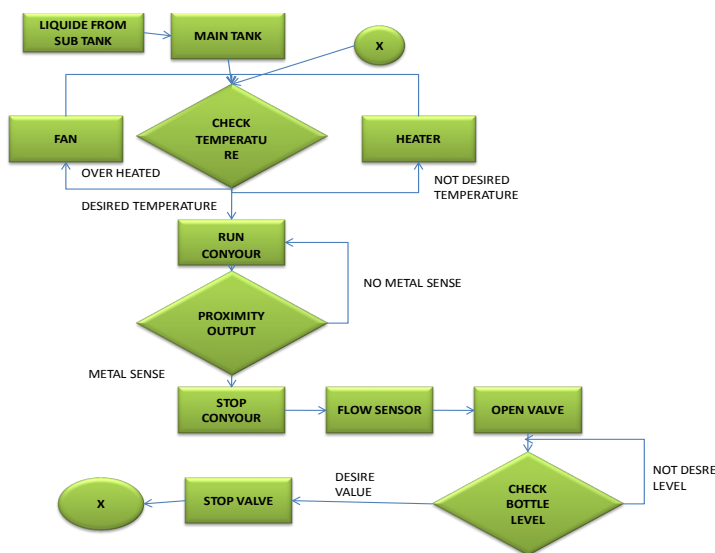 LIQUIDE FROM
SUB TANK
MAIN TANK
X
CHECK
TEMPERATU
RE
FAN
HEATER
OVER HEATED
NOT DESIRED
TEMPERATURE
DESIRED TEMPERATURE
RUN
CONYOUR
NO METAL SENSE
PROXIMITY
OUTPUT
METAL SENSE
STOP
CONYOUR
FLOW SENSOR
OPEN VALVE
NOT DESRE
LEVEL
DESIRE
VALUE
CHECK
BOTTLE
LEVEL
STOP VALVE
X